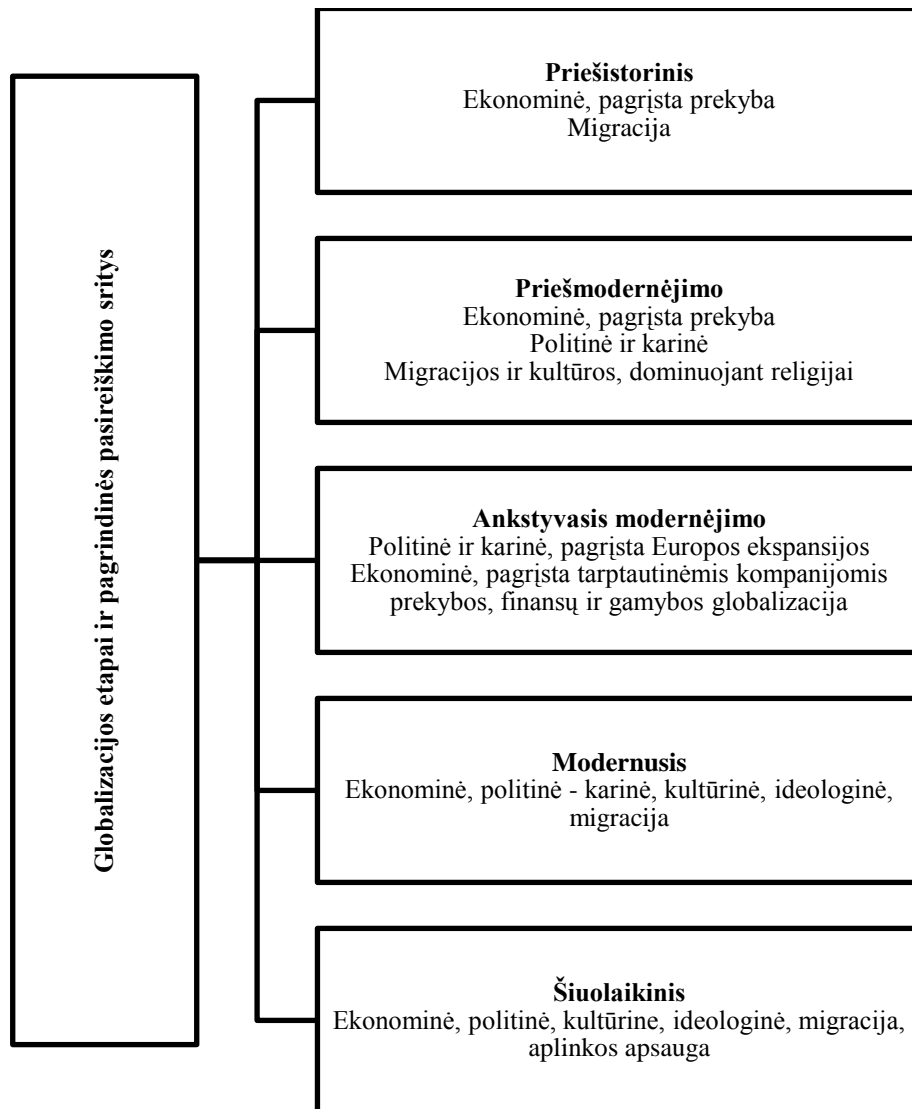 Globalizacijos etapai ir pagrindinės pasireiškimo sritys
Priešistorinis
Ekonominė, pagrįsta prekyba
Migracija
Priešmodernėjimo
Ekonominė, pagrįsta prekyba
Politinė ir karinė
Migracijos ir kultūros, dominuojant religijai
Ankstyvasis modernėjimo
Politinė ir karinė, pagrįsta Europos ekspansijos
Ekonominė, pagrįsta tarptautinėmis kompanijomis
prekybos, finansų ir gamybos globalizacija
Modernusis
Ekonominė, politinė - karinė, kultūrinė, ideologinė,
migracija
Šiuolaikinis
Ekonominė, politinė, kultūrine, ideologinė, migracija,
aplinkos apsauga